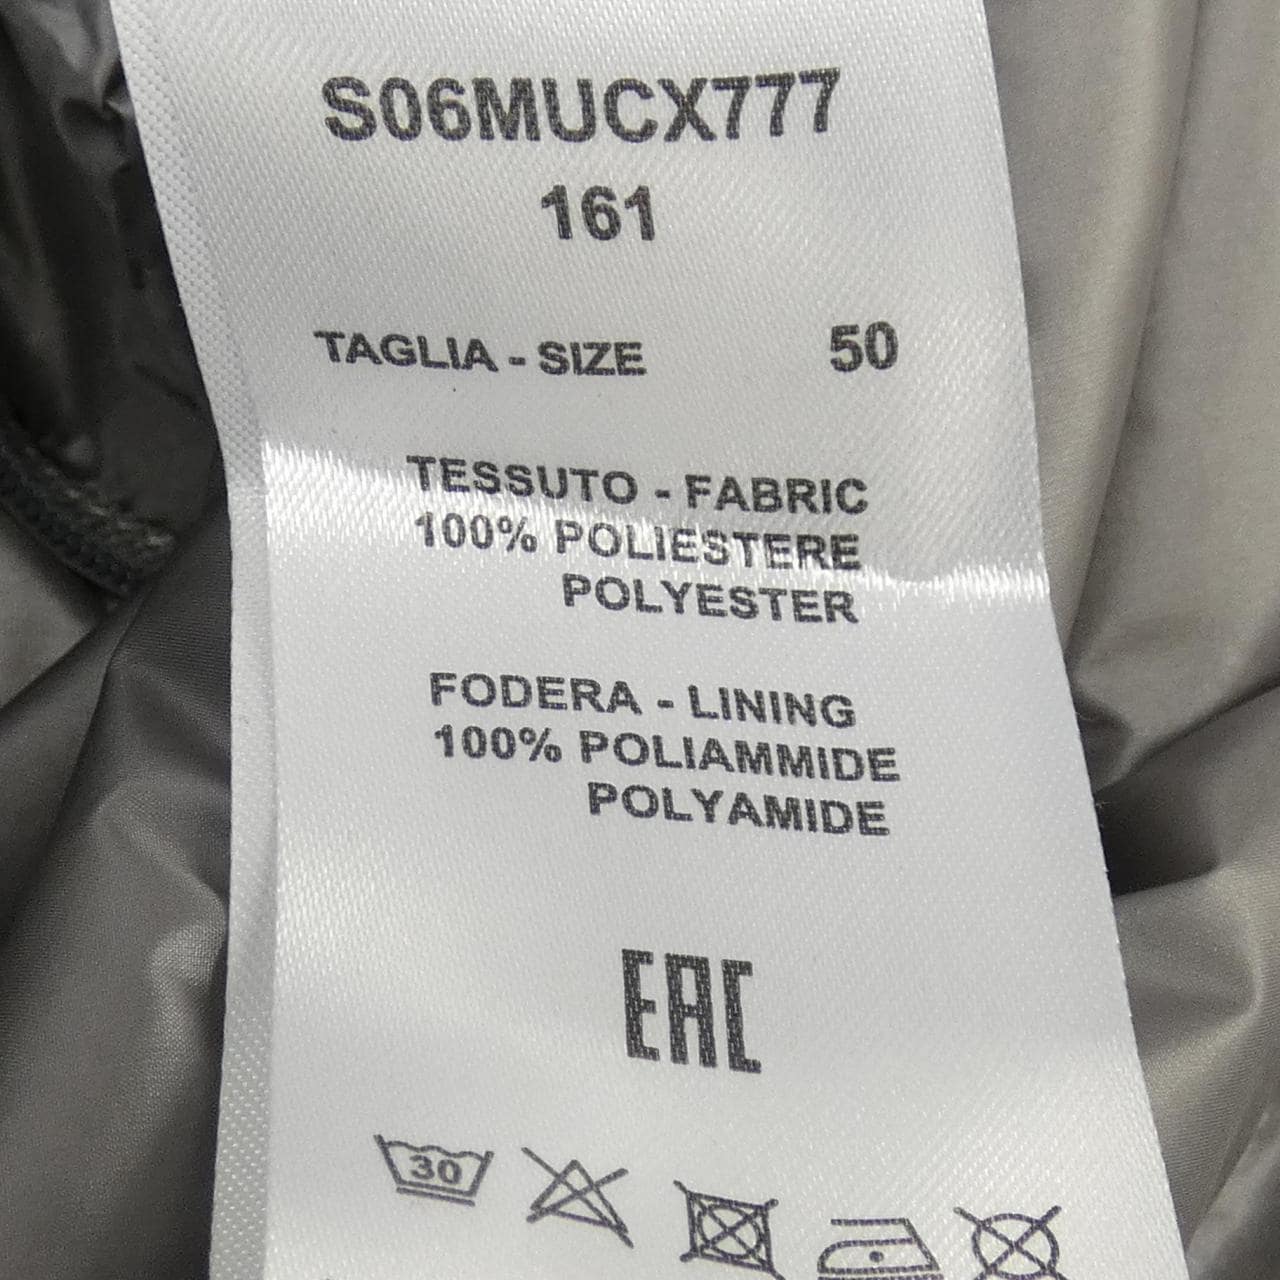 S06MUCX777
161
TAGLIA - SIZE 50
TESSUTO - FABRIC
100% POLIESTERE
POLYESTER
FODERA - LINING
100% POLIAMMIDE
POLYAMIDE
EAC
30